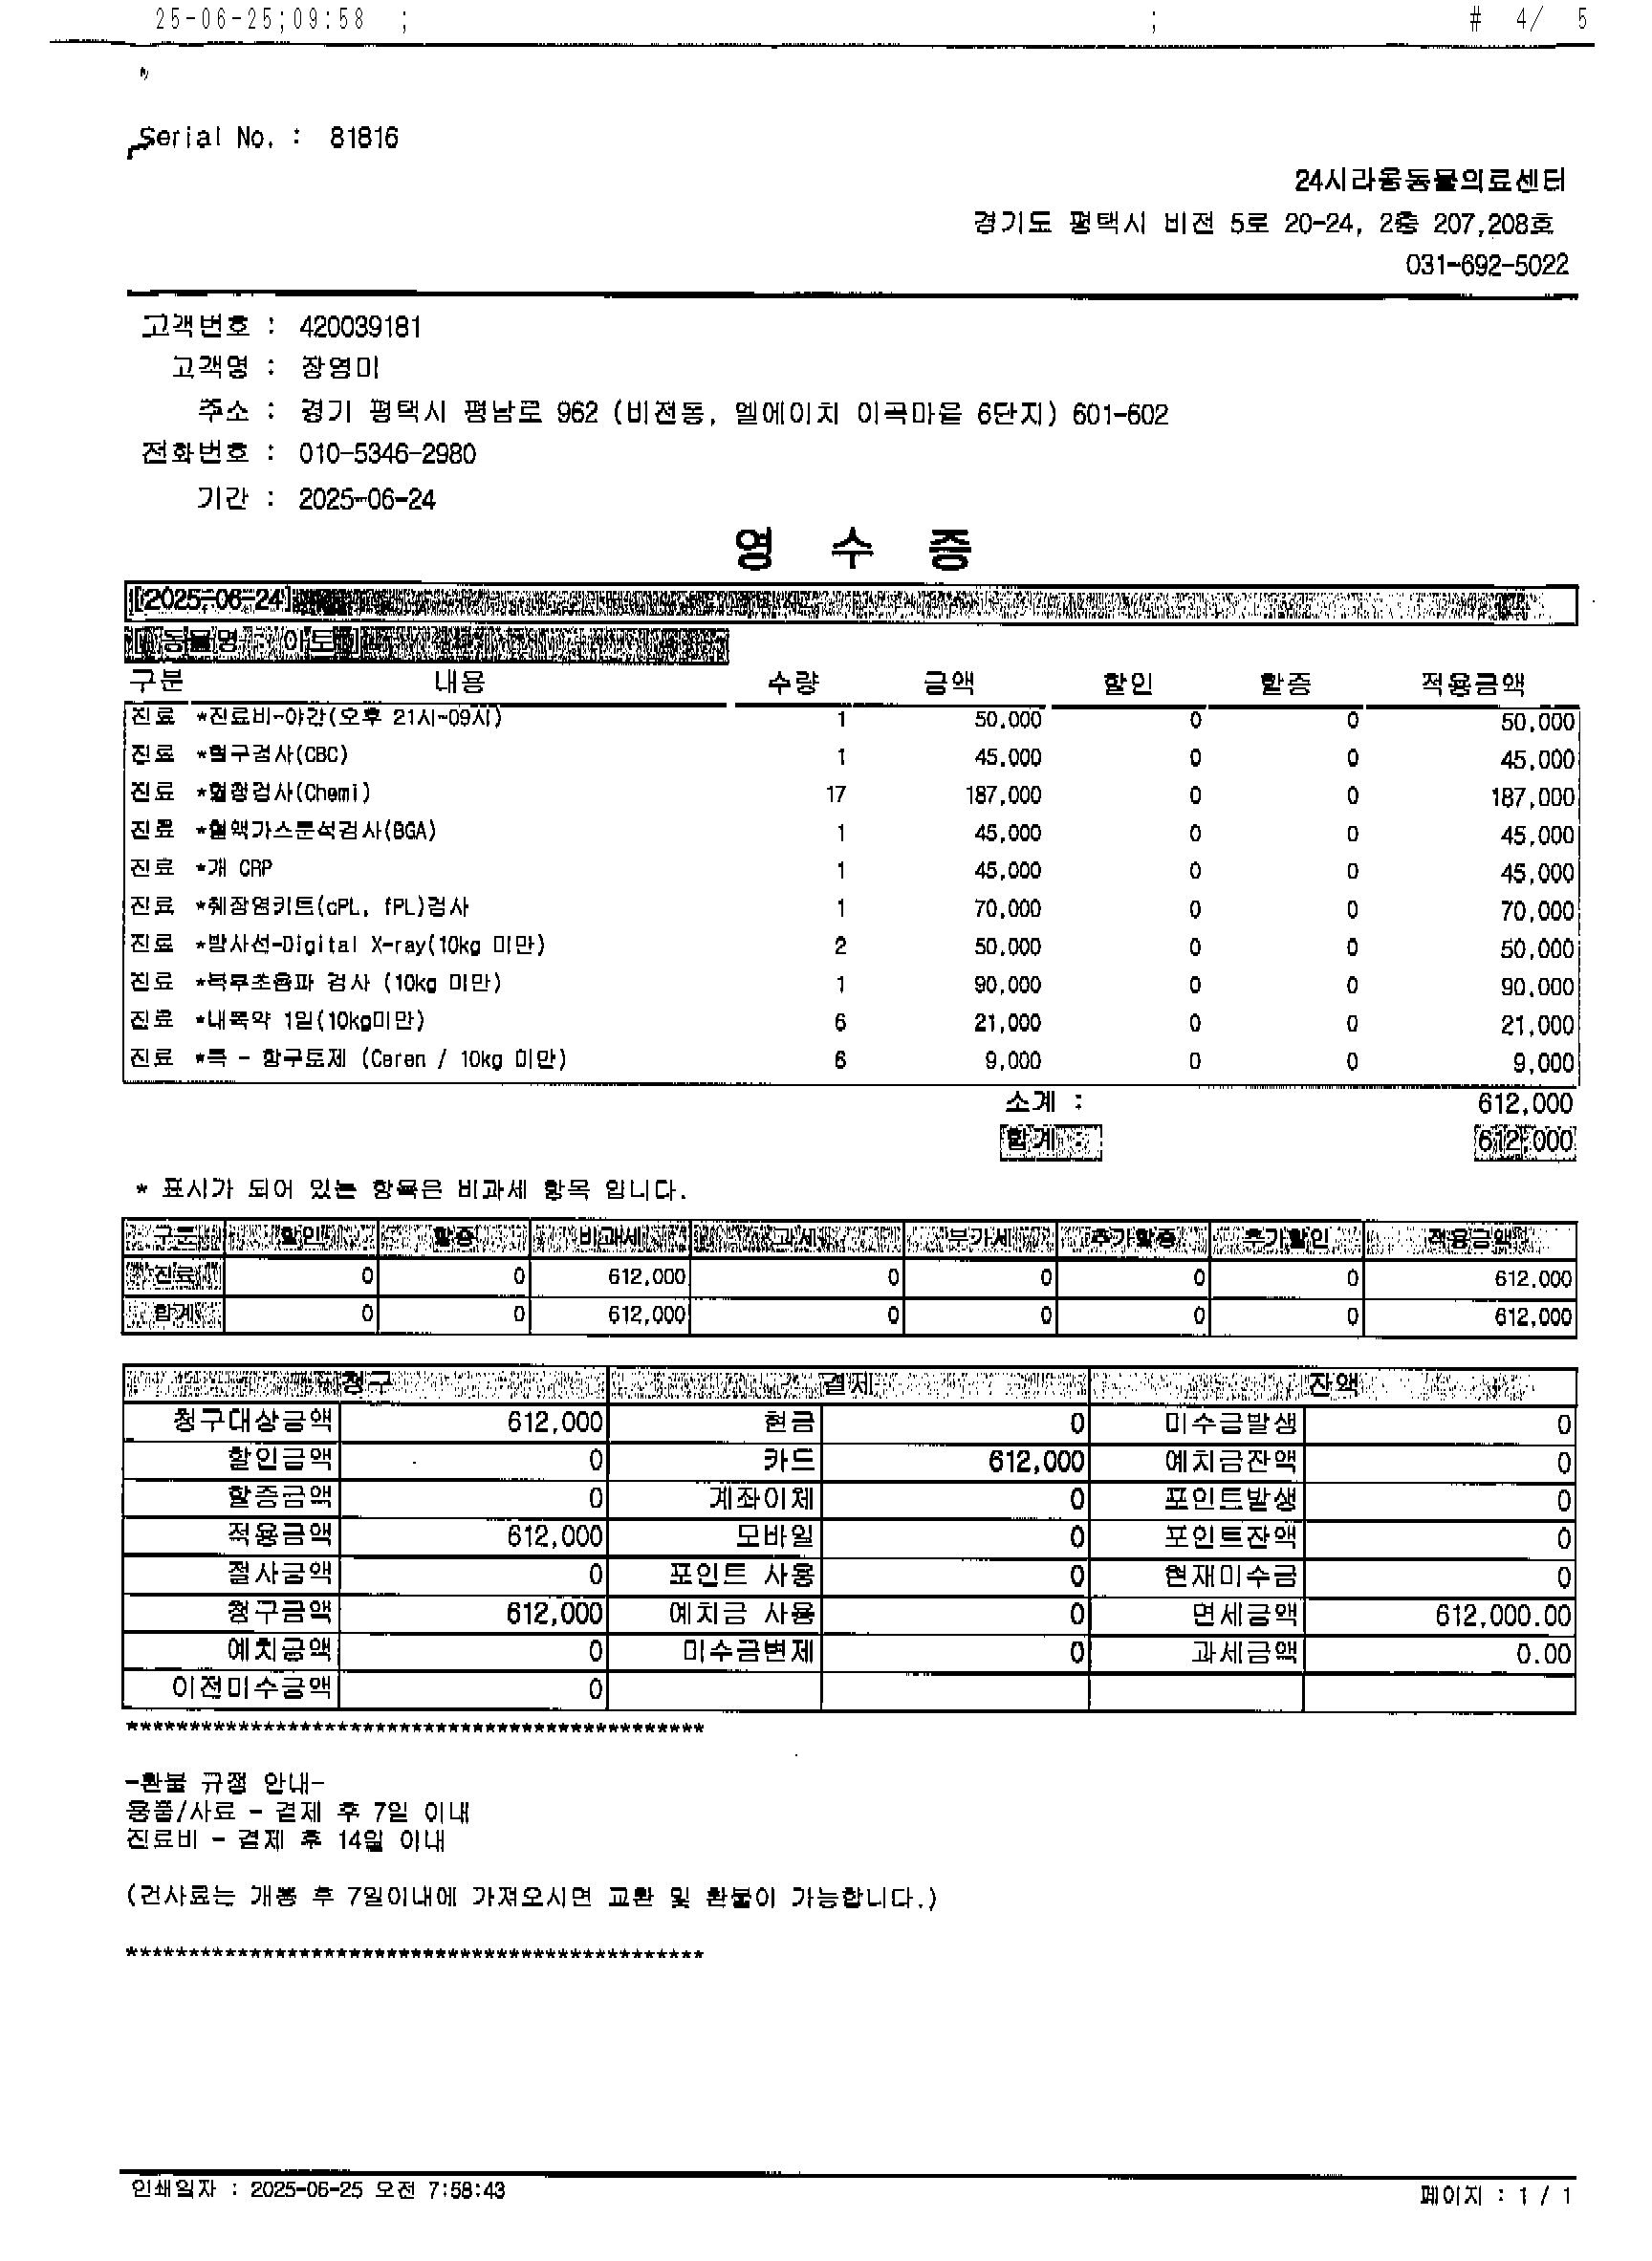 25-06-25;09:58 ; ; # 4/ 5
Serial No. : 81816
24시라움동물의료센터
경기도 평택시 비전 5로 20-24, 2층 207,208호
031-692-5022
고객번호 : 420039181
고객명 : 장영미
주소 : 경기 평택시 평남로 962 (비전동, 엘에이치 이곡마을 6단지) 601-602
전화번호 : 010-5346-2980
기간 : 2025-06-24
영 수 증
[2025-06-24]
동물명 : 이토
구분 내용 수량 금액 할인 할증 적용금액
진료 *진료비-야간(오후 21시~09시) 1 50,000 0 0 50,000
진료 *혈구검사(CBC) 1 45,000 0 0 45,000
진료 *혈청검사(Chemi) 17 187,000 0 0 187,000
진료 *혈액가스분석검사(BGA) 1 45,000 0 0 45,000
진료 *개 CRP 1 45,000 0 0 45,000
진료 *췌장염키트(cPL, fPL)검사 1 70,000 0 0 70,000
진료 *방사선-Digital X-ray(10kg 미만) 2 50,000 0 0 50,000
진료 *복부초음파 검사 (10kg 미만) 1 90,000 0 0 90,000
진료 *내복약 1일(10kg미만) 6 21,000 0 0 21,000
진료 *특 - 항구토제 (Ceren / 10kg 미만) 6 9,000 0 0 9,000
소계 : 612,000
합계 : 612,000
* 표시가 되어 있는 항목은 비과세 항목 입니다.
구분 할인 할증 비과세 과세 부가세 추가할증 추가할인 적용금액
진료 0 0 612,000 0 0 0 0 612,000
합계 0 0 612,000 0 0 0 0 612,000
청구 결제 잔액
청구대상금액 612,000 현금 0 미수금발생 0
할인금액 0 카드 612,000 예치금잔액 0
할증금액 0 계좌이체 0 포인트발생 0
적용금액 612,000 모바일 0 포인트잔액 0
절사금액 0 포인트 사용 0 현재미수금 0
청구금액 612,000 예치금 사용 0 면세금액 612,000.00
예치금액 0 미수금변제 0 과세금액 0.00
이전미수금액 0
***********************************************
-환불 규정 안내-
용품/사료 - 결제 후 7일 이내
진료비 - 결제 후 14일 이내
(건사료는 개봉 후 7일이내에 가져오시면 교환 및 환불이 가능합니다.)
***********************************************
인쇄일자 : 2025-06-25 오전 7:58:43
페이지 : 1 / 1